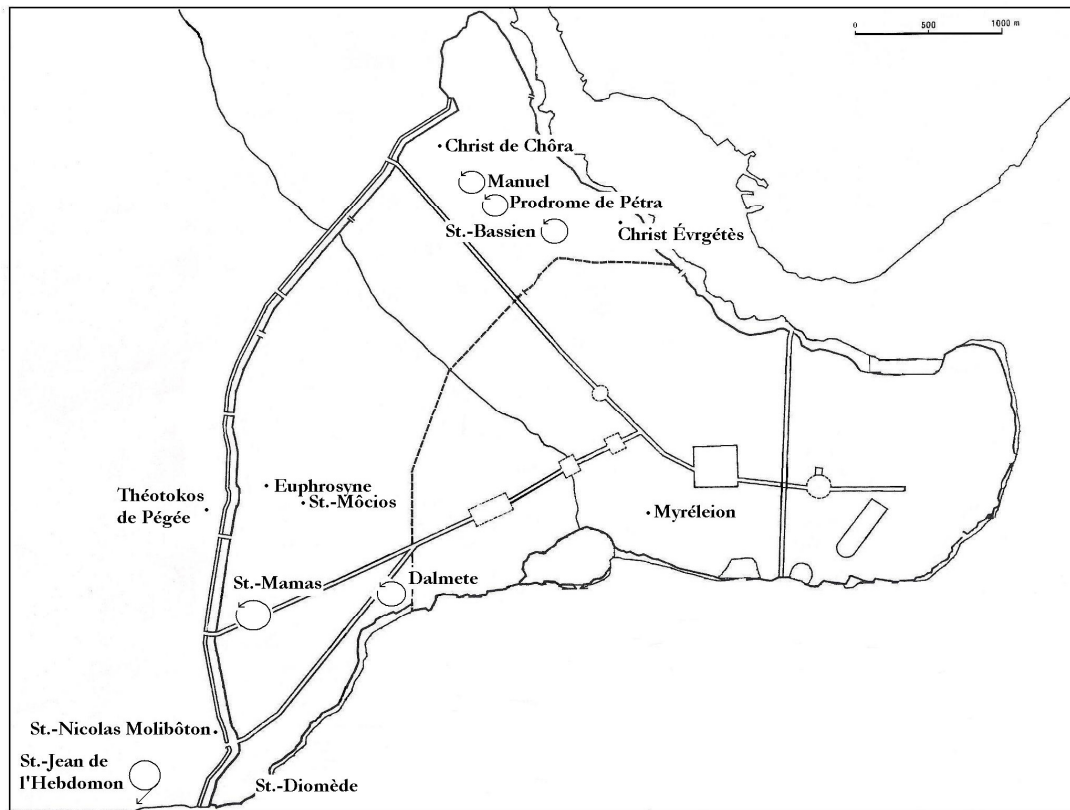 0 500 1000 m
Christ de Chôra
Manuel
Prodrome de Pétra
St.-Bassien
Christ Évrgétès
Euphrosyne
St.-Môcios
Théotokos
de Pégée
Myréleion
St.-Mamas
Dalmete
St.-Nicolas Molibôton
St.-Jean de
l'Hebdomon
St.-Diomède